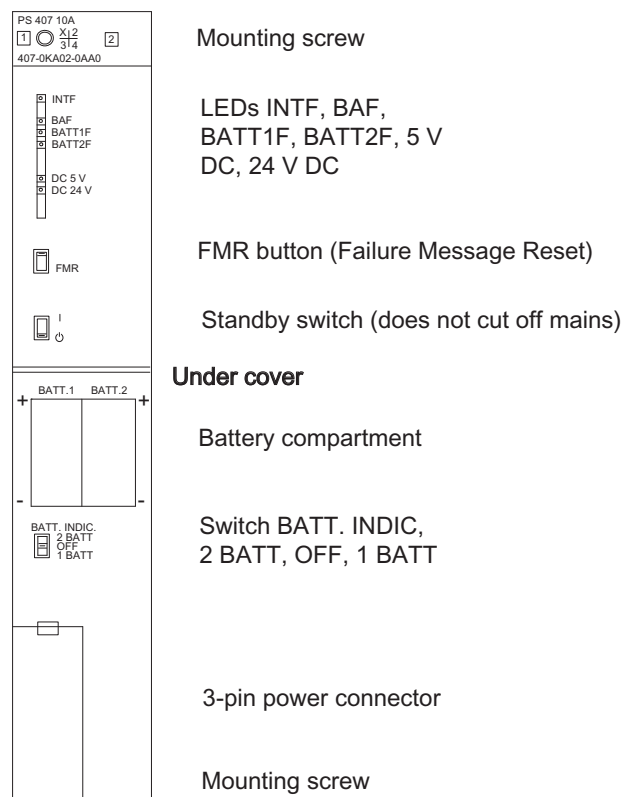 PS 407 10A
1 X 2 2
3 4
407-0KA02-0AA0
Mounting screw
INTF
BAF
BATT1F
BATT2F
DC 5 V
DC 24 V
LEDs INTF, BAF,
BATT1F, BATT2F, 5 V
DC, 24 V DC
FMR
FMR button (Failure Message Reset)
I
Standby switch (does not cut off mains)
Under cover
BATT.1 BATT.2
+ +
Battery compartment
- -
BATT. INDIC.
2 BATT
OFF
1 BATT
Switch BATT. INDIC,
2 BATT, OFF, 1 BATT
3-pin power connector
Mounting screw